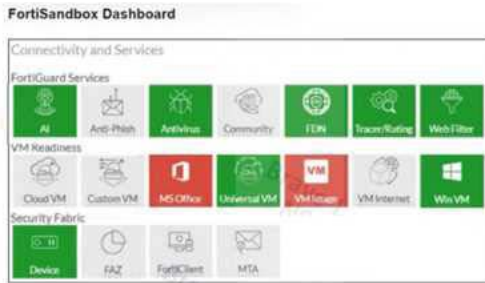 FortiSandbox Dashboard
Connectivity and Services
FortiGuard Services
AI Anti-Phish Antivirus Community FDN Tracer/Rating Web Filter
VM Readiness
VM
Cloud VM Custom VM MS Office Universal VM VM Image VM Internet Win VM
Security Fabric
Device FAZ FortiClient MTA